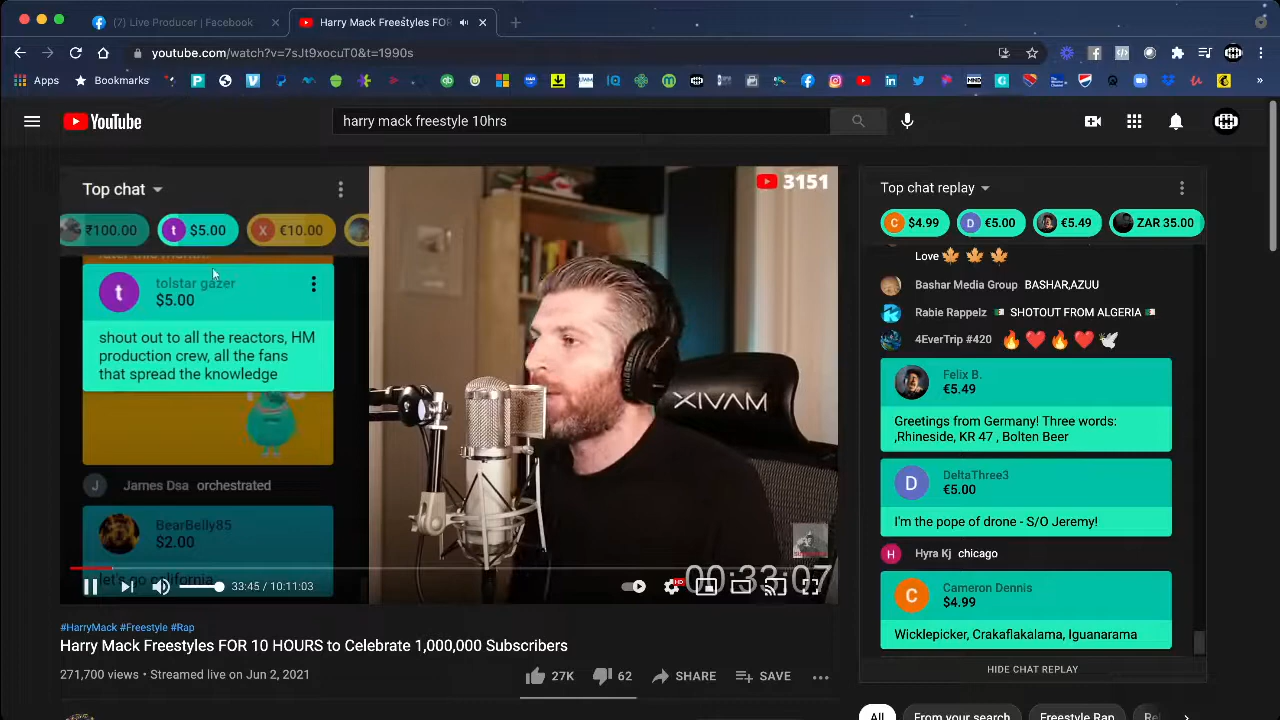 (7) Live Producer | Facebook
Harry Mack Freestyles FOR
youtube.com/watch?v=7sJt9xocuT0&t=1990s
Apps
Bookmarks
YouTube
harry mack freestyle 10hrs
Top chat
₹100.00
t $5.00
X €10.00
3151
t
tolstar gazer
$5.00
shout out to all the reactors, HM
production crew, all the fans
that spread the knowledge
J James Dsa orchestrated
BearBelly85
$2.00
let's go california
XIVAM
00:33:07
33:45 / 10:11:03
HD
Top chat replay
C $4.99
D €5.00
€5.49
ZAR 35.00
Love
Bashar Media Group BASHAR,AZUU
Rabie Rappelz SHOTOUT FROM ALGERIA
4EverTrip #420
Felix B.
€5.49
Greetings from Germany! Three words:
,Rhineside, KR 47 , Bolten Beer
D
DeltaThree3
€5.00
I'm the pope of drone - S/O Jeremy!
H Hyra Kj chicago
C
Cameron Dennis
$4.99
Wicklepicker, Crakaflakalama, Iguanarama
HIDE CHAT REPLAY
#HarryMack #Freestyle #Rap
Harry Mack Freestyles FOR 10 HOURS to Celebrate 1,000,000 Subscribers
271,700 views • Streamed live on Jun 2, 2021
27K
62
SHARE
SAVE
All
From your search
Freestyle Rap